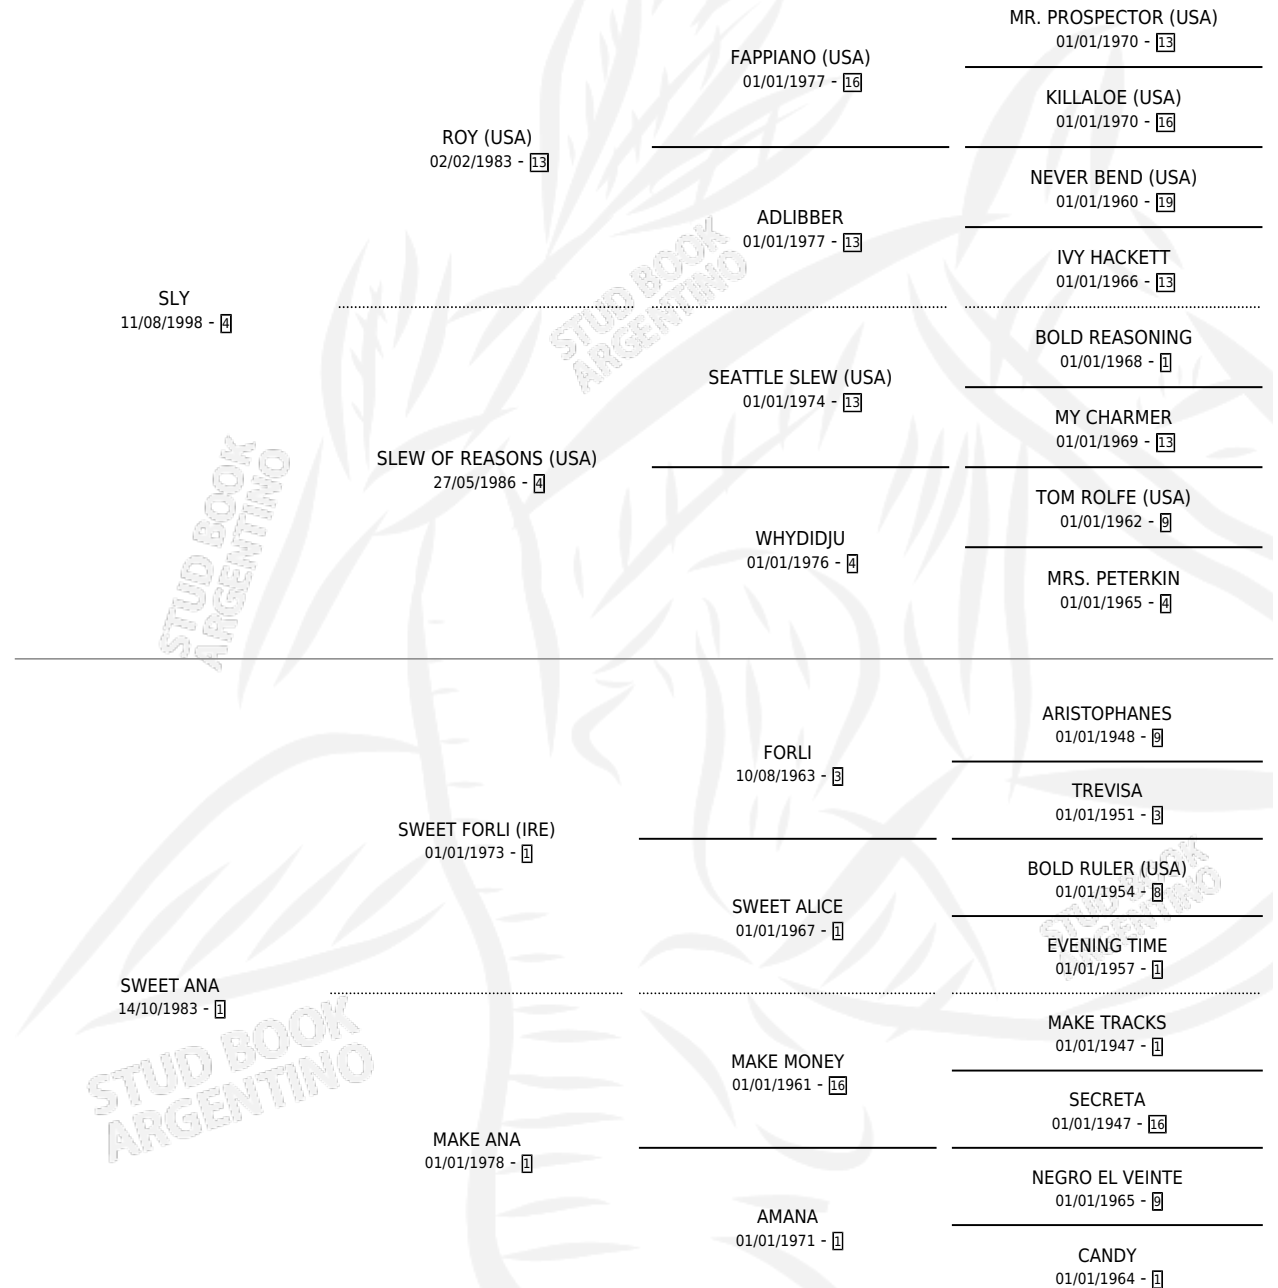 MR. PROSPECTOR (USA)
01/01/1970 - 13
FAPPIANO (USA)
01/01/1977 - 16
KILLALOE (USA)
01/01/1970 - 16
ROY (USA)
02/02/1983 - 13
NEVER BEND (USA)
01/01/1960 - 19
ADLIBBER
01/01/1977 - 13
IVY HACKETT
01/01/1966 - 13
SLY
11/08/1998 - 4
BOLD REASONING
01/01/1968 - 1
SEATTLE SLEW (USA)
01/01/1974 - 13
MY CHARMER
01/01/1969 - 13
SLEW OF REASONS (USA)
27/05/1986 - 4
TOM ROLFE (USA)
01/01/1962 - 9
WHYDIDJU
01/01/1976 - 4
MRS. PETERKIN
01/01/1965 - 4
ARISTOPHANES
01/01/1948 - 9
FORLI
10/08/1963 - 3
TREVISA
01/01/1951 - 3
SWEET FORLI (IRE)
01/01/1973 - 1
BOLD RULER (USA)
01/01/1954 - 8
SWEET ALICE
01/01/1967 - 1
EVENING TIME
01/01/1957 - 1
SWEET ANA
14/10/1983 - 1
MAKE TRACKS
01/01/1947 - 1
MAKE MONEY
01/01/1961 - 16
SECRETA
01/01/1947 - 16
MAKE ANA
01/01/1978 - 1
NEGRO EL VEINTE
01/01/1965 - 9
AMANA
01/01/1971 - 1
CANDY
01/01/1964 - 1
STUD BOOK
ARGENTINO
STUD BOOK
ARGENTINO
STUD BOOK
ARGENTINO
STUD BOOK
ARGENTINO